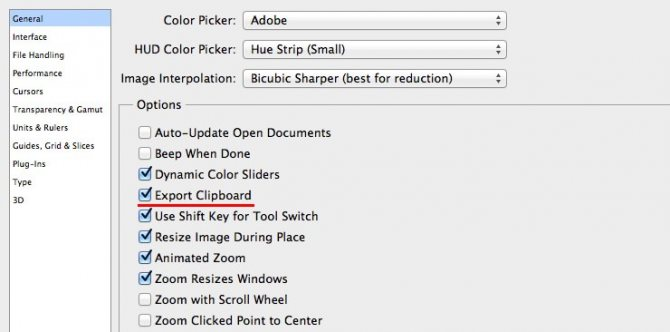 General
Interface
File Handling
Performance
Cursors
Transparency & Gamut
Units & Rulers
Guides, Grid & Slices
Plug-Ins
Type
3D
Color Picker: Adobe
HUD Color Picker: Hue Strip (Small)
Image Interpolation: Bicubic Sharper (best for reduction)
Options
Auto-Update Open Documents
Beep When Done
Dynamic Color Sliders
Export Clipboard
Use Shift Key for Tool Switch
Resize Image During Place
Animated Zoom
Zoom Resizes Windows
Zoom with Scroll Wheel
Zoom Clicked Point to Center